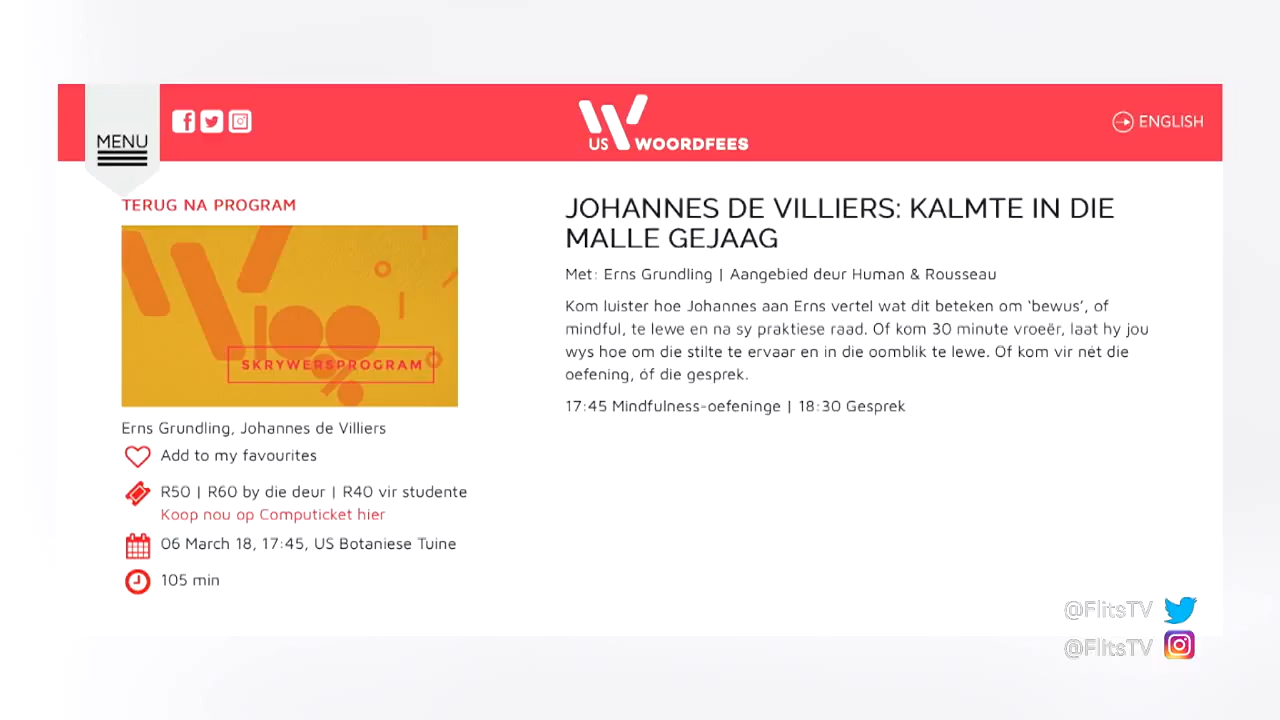 MENU
US WOORDFEES
ENGLISH
TERUG NA PROGRAM
W100%
SKRYWERSPROGRAM
Erns Grundling, Johannes de Villiers
Add to my favourites
R50 | R60 by die deur | R40 vir studente
Koop nou op Computicket hier
06 March 18, 17:45, US Botaniese Tuine
105 min
JOHANNES DE VILLIERS: KALMTE IN DIE
MALLE GEJAAG
Met: Erns Grundling | Aangebied deur Human & Rousseau
Kom luister hoe Johannes aan Erns vertel wat dit beteken om ‘bewus’, of
mindful, te lewe en na sy praktiese raad. Of kom 30 minute vroeër, laat hy jou
wys hoe om die stilte te ervaar en in die oomblik te lewe. Of kom vir nét die
oefening, óf die gesprek.
17:45 Mindfulness-oefeninge | 18:30 Gesprek
@FlitsTV
@FlitsTV